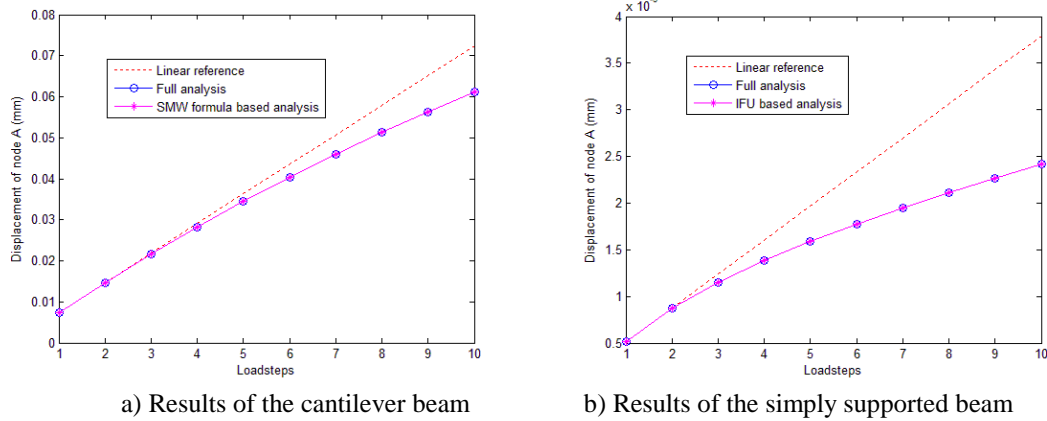 0.08
0.07
0.06
0.05
0.04
0.03
0.02
0.01
0
Displacement of node A (mm)
Linear reference
Full analysis
SMW formula based analysis
1 2 3 4 5 6 7 8 9 10
Loadsteps
a) Results of the cantilever beam
4
3.5
3
2.5
2
1.5
1
0.5
Displacement of node A (mm)
Linear reference
Full analysis
IFU based analysis
1 2 3 4 5 6 7 8 9 10
Loadsteps
b) Results of the simply supported beam